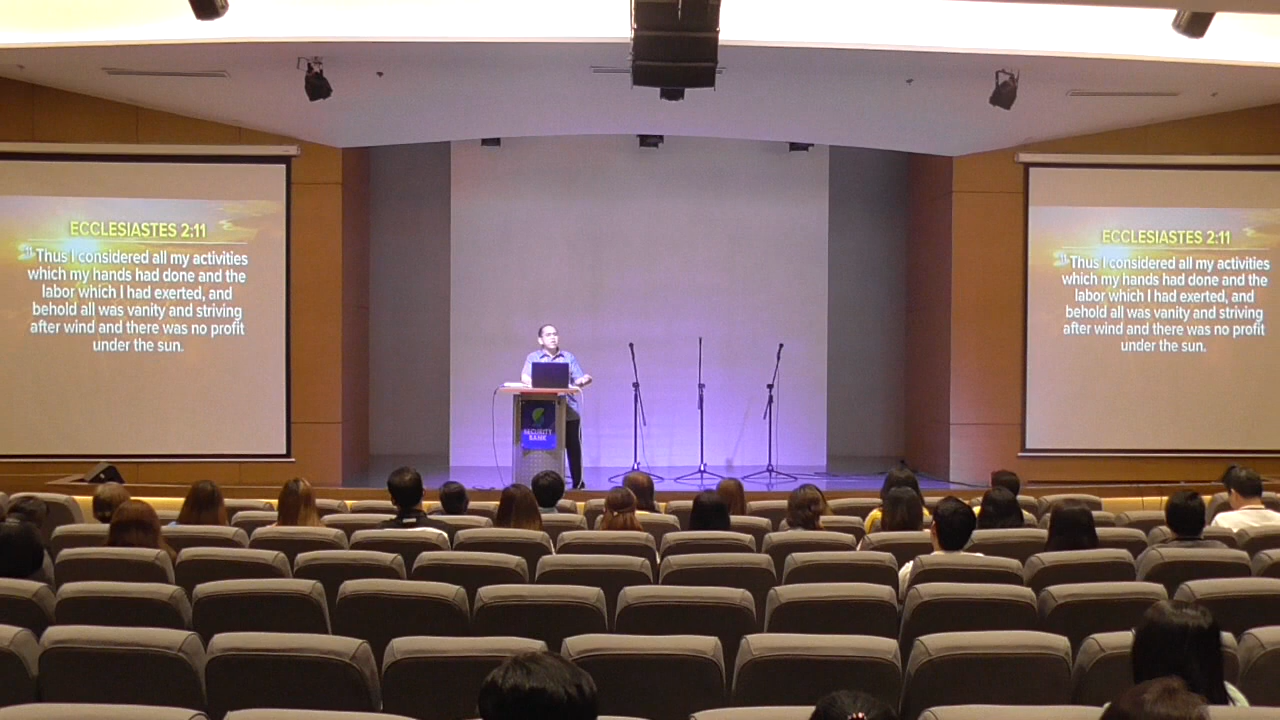 ECCLESIASTES 2:11
11 Thus I considered all my activities
which my hands had done and the
labor which I had exerted, and
behold all was vanity and striving
after wind and there was no profit
under the sun.
SECURITY
BANK
ECCLESIASTES 2:11
11 Thus I considered all my activities
which my hands had done and the
labor which I had exerted, and
behold all was vanity and striving
after wind and there was no profit
under the sun.